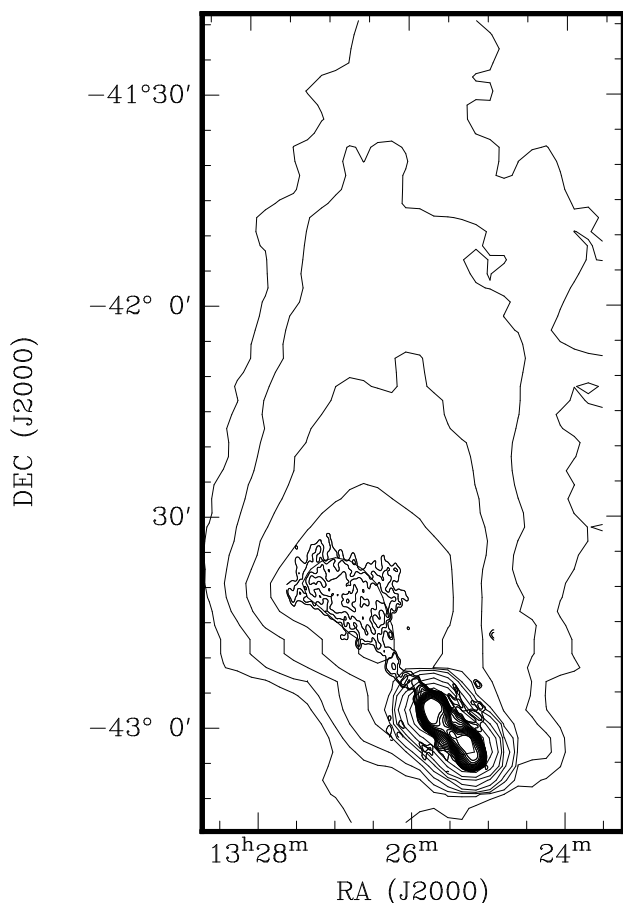 −41°30′
−42° 0′
30′
−43° 0′
DEC (J2000)
13ʰ28ᵐ 26ᵐ 24ᵐ
RA (J2000)